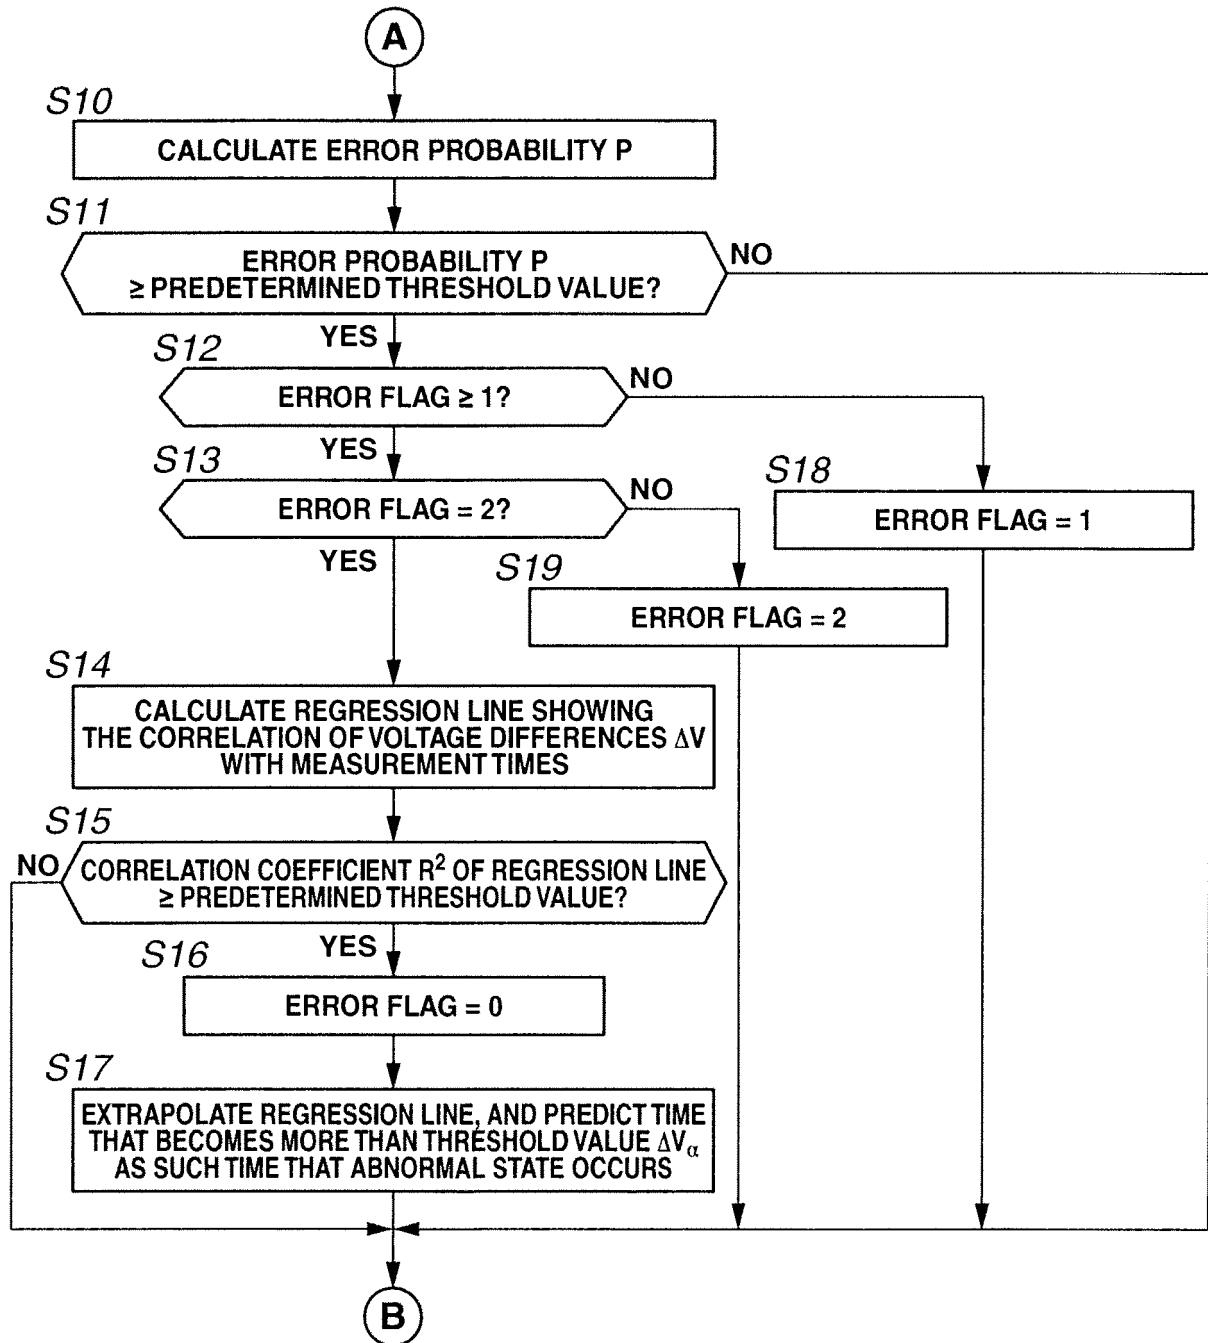 A
S10
CALCULATE ERROR PROBABILITY P
S11
ERROR PROBABILITY P
≥ PREDETERMINED THRESHOLD VALUE?
NO
YES
S12
ERROR FLAG ≥ 1?
NO
YES
S13
ERROR FLAG = 2?
NO
YES
S18
ERROR FLAG = 1
S19
ERROR FLAG = 2
S14
CALCULATE REGRESSION LINE SHOWING
THE CORRELATION OF VOLTAGE DIFFERENCES ΔV
WITH MEASUREMENT TIMES
S15
NO
CORRELATION COEFFICIENT R² OF REGRESSION LINE
≥ PREDETERMINED THRESHOLD VALUE?
YES
S16
ERROR FLAG = 0
S17
EXTRAPOLATE REGRESSION LINE, AND PREDICT TIME
THAT BECOMES MORE THAN THRESHOLD VALUE ΔVα
AS SUCH TIME THAT ABNORMAL STATE OCCURS
B